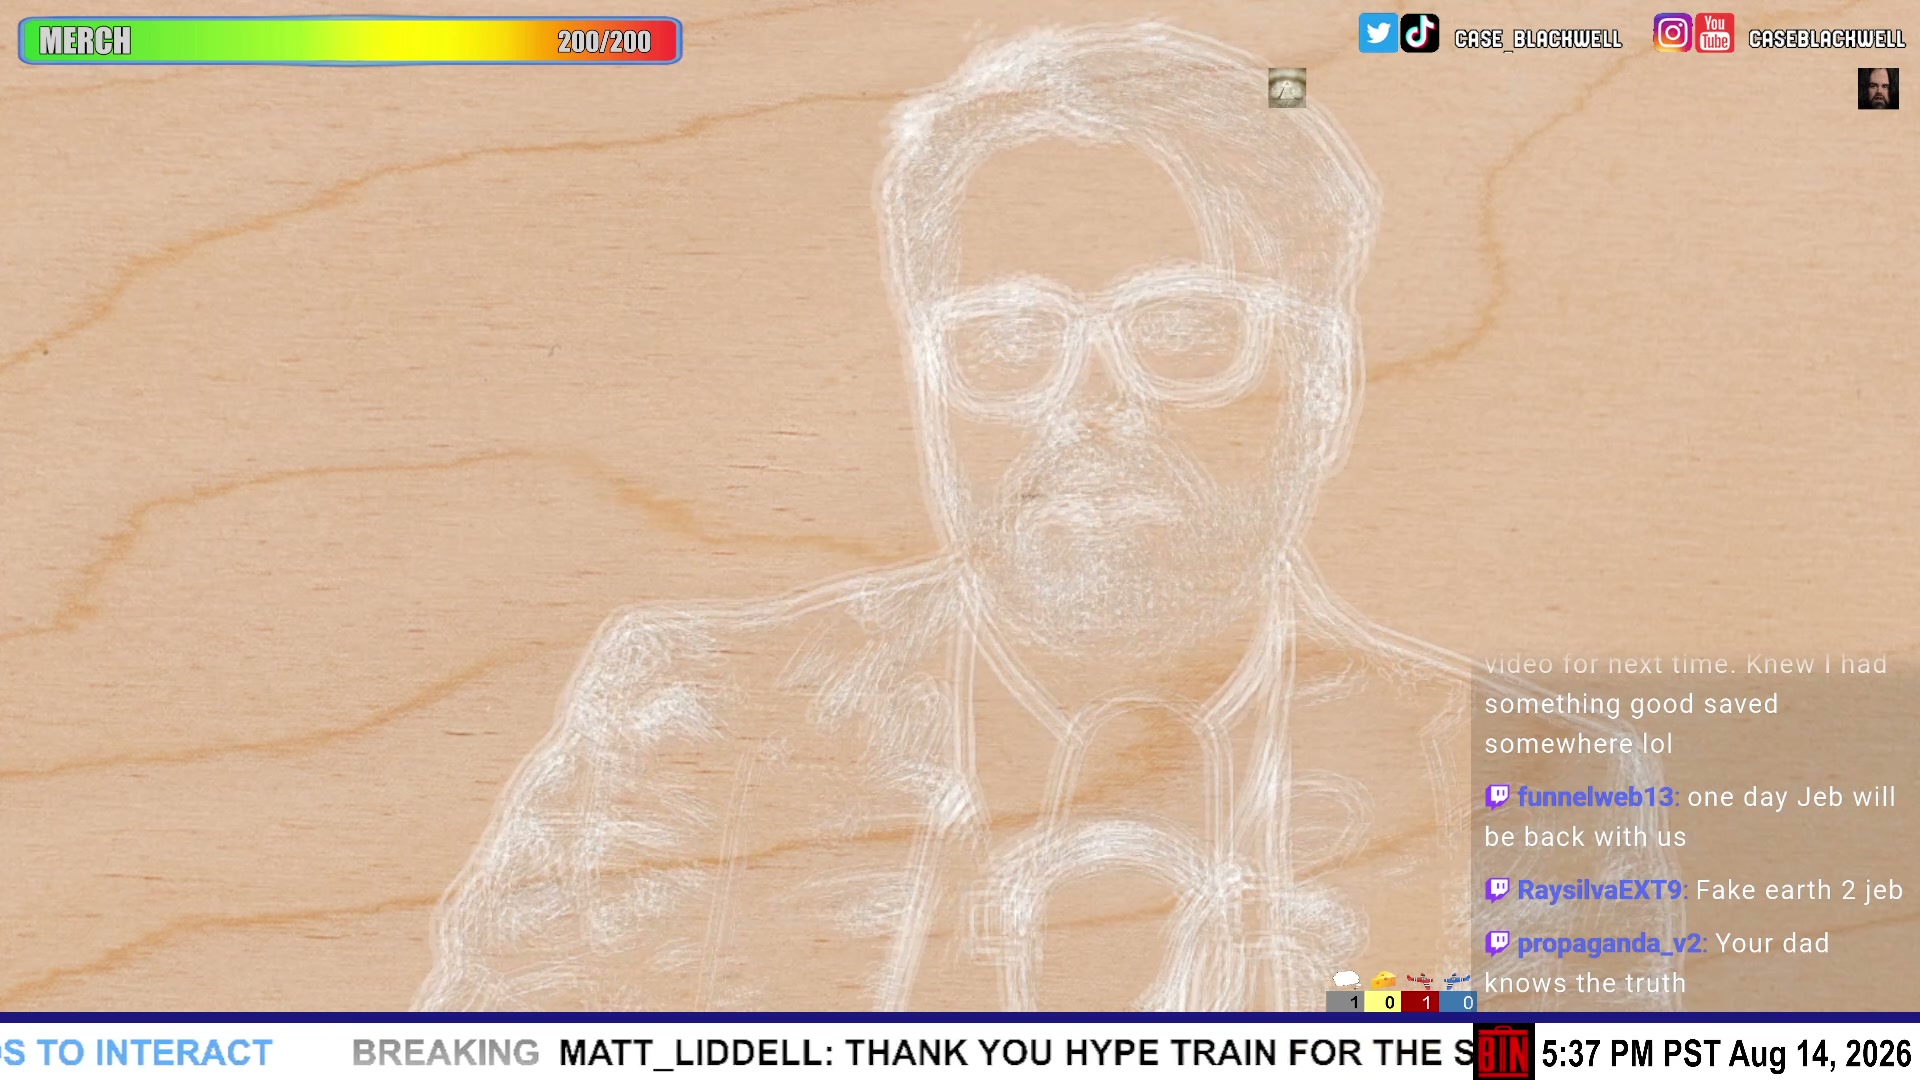 MERCH 200/200
CASE_BLACKWELL
You Tube
CASEBLACKWELL
video for next time. Knew I had
something good saved
somewhere lol
funnelweb13: one day Jeb will
be back with us
RaysilvaEXT9: Fake earth 2 jeb
propaganda_v2: Your dad
knows the truth
1 0 1 0
S TO INTERACT BREAKING MATT_LIDDELL: THANK YOU HYPE TRAIN FOR THE S
BIN
5:37 PM PST Aug 14, 2026